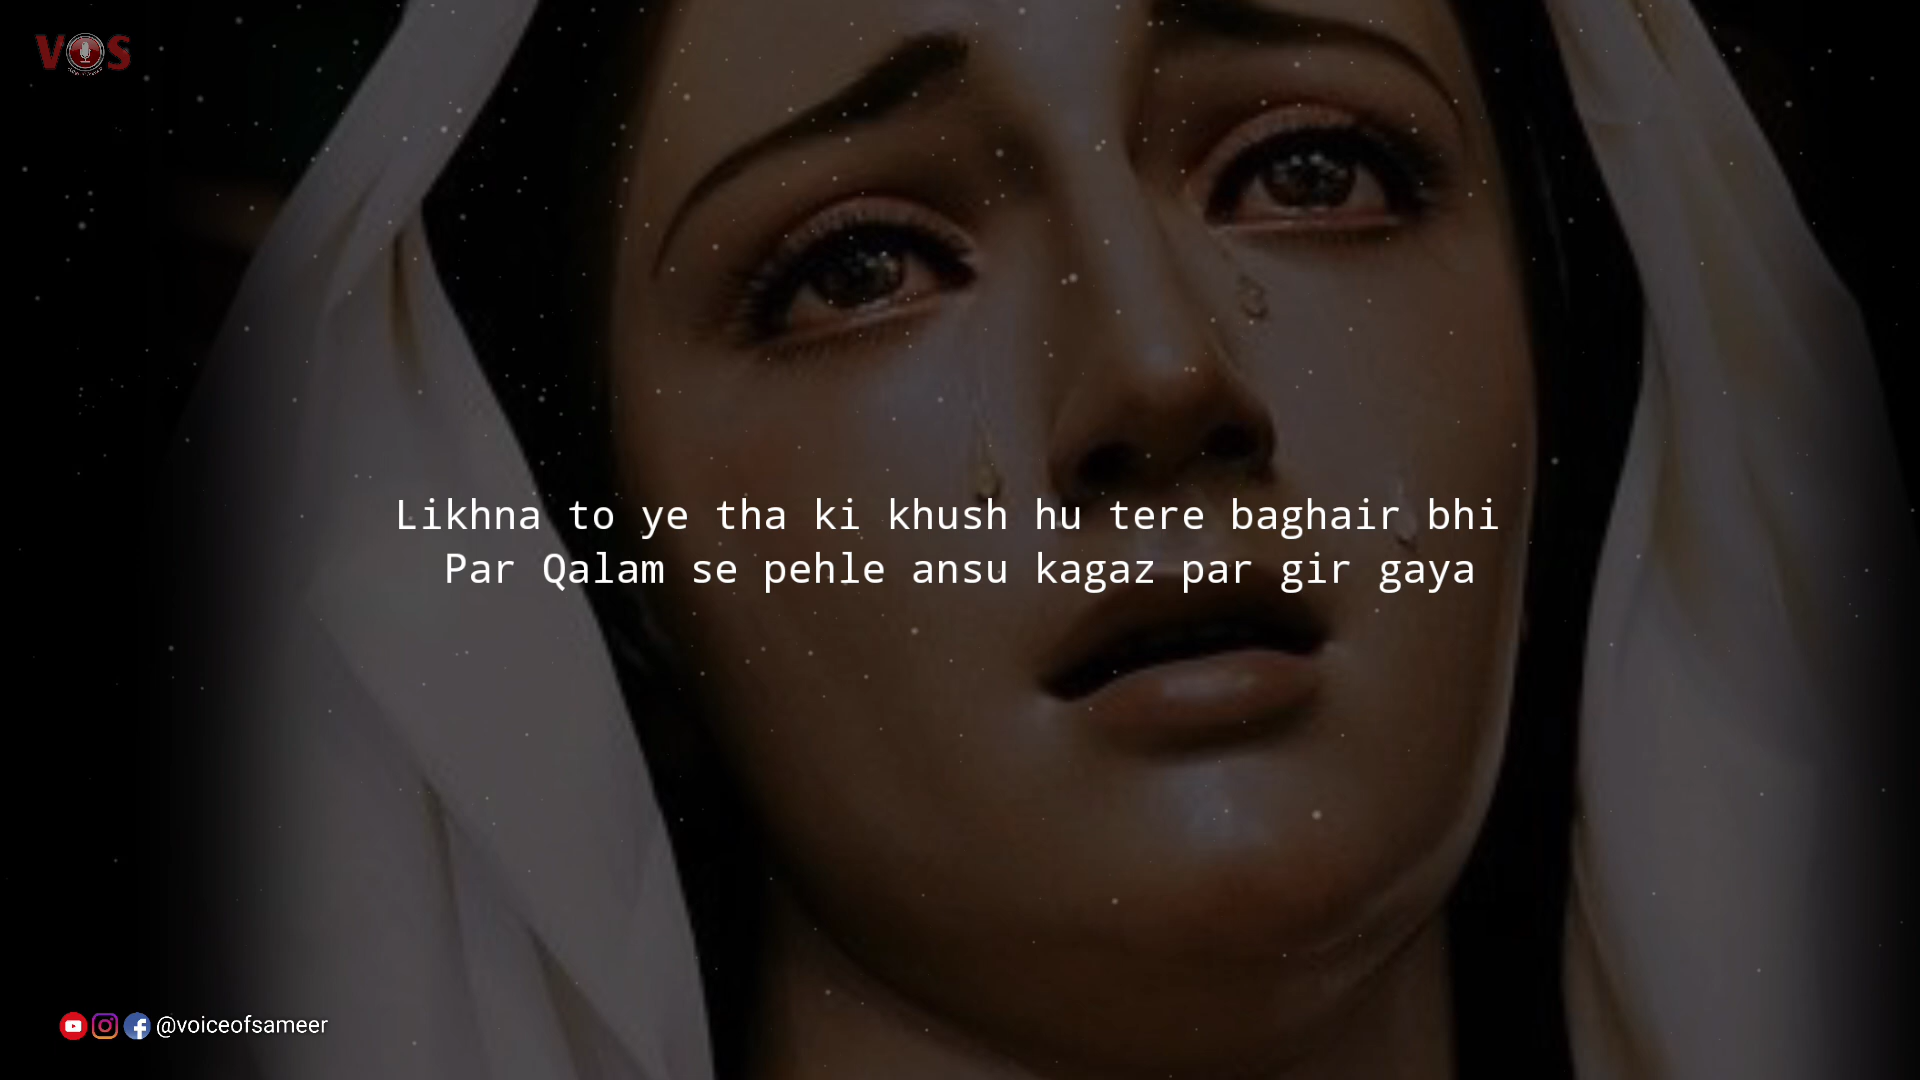 VOS
Likhna to ye tha ki khush hu tere baghair bhi
Par Qalam se pehle ansu kagaz par gir gaya
@voiceofsameer